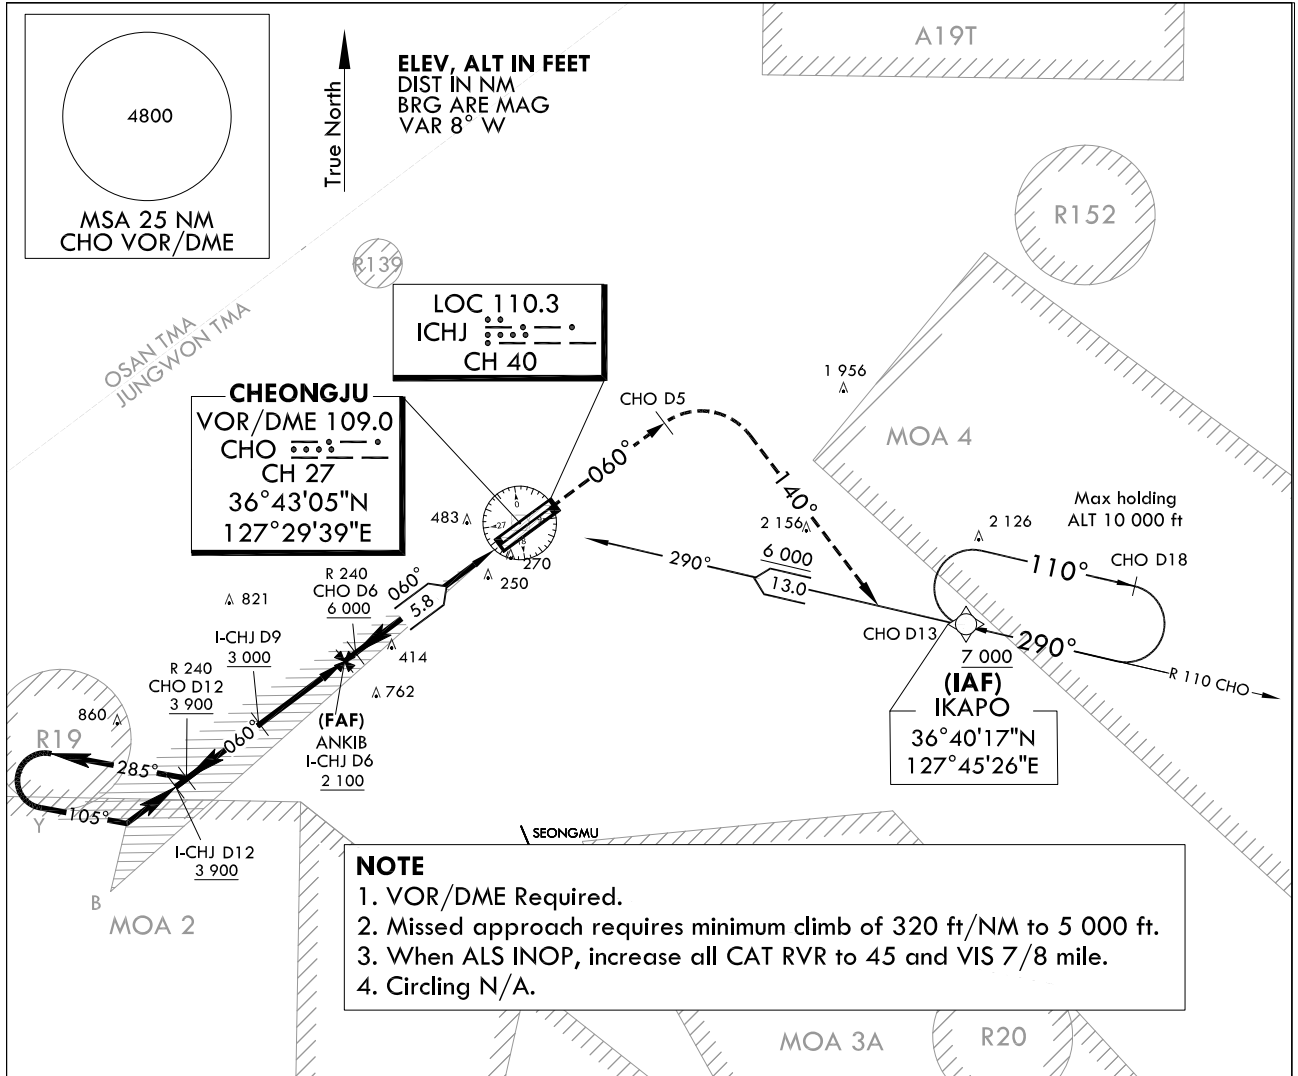 4800
MSA 25 NM
CHO VOR/DME
True North
ELEV, ALT IN FEET
DIST IN NM
BRG ARE MAG
VAR 8° W
A19T
R152
R139
OSAN TMA
JUNGWON TMA
LOC 110.3
ICHJ
CH 40
CHEONGJU
VOR/DME 109.0
CHO
CH 27
36°43'05"N
127°29'39"E
CHO D5
060°
1 956
MOA 4
140°
Max holding
ALT 10 000 ft
2 156
2 126
483
0
27
18
270
250
290°
6 000
13.0
110°
CHO D18
R 240
CHO D6
6 000
060°
5.8
821
CHO D13
290°
7 000
R 110 CHO
(IAF)
IKAPO
36°40'17"N
127°45'26"E
I-CHJ D9
3 000
414
762
R 240
CHO D12
3 900
860
R19
060°
(FAF)
ANKIB
I-CHJ D6
2 100
285°
105°
Y
I-CHJ D12
3 900
B
MOA 2
SEONGMU
NOTE
1. VOR/DME Required.
2. Missed approach requires minimum climb of 320 ft/NM to 5 000 ft.
3. When ALS INOP, increase all CAT RVR to 45 and VIS 7/8 mile.
4. Circling N/A.
MOA 3A
R20